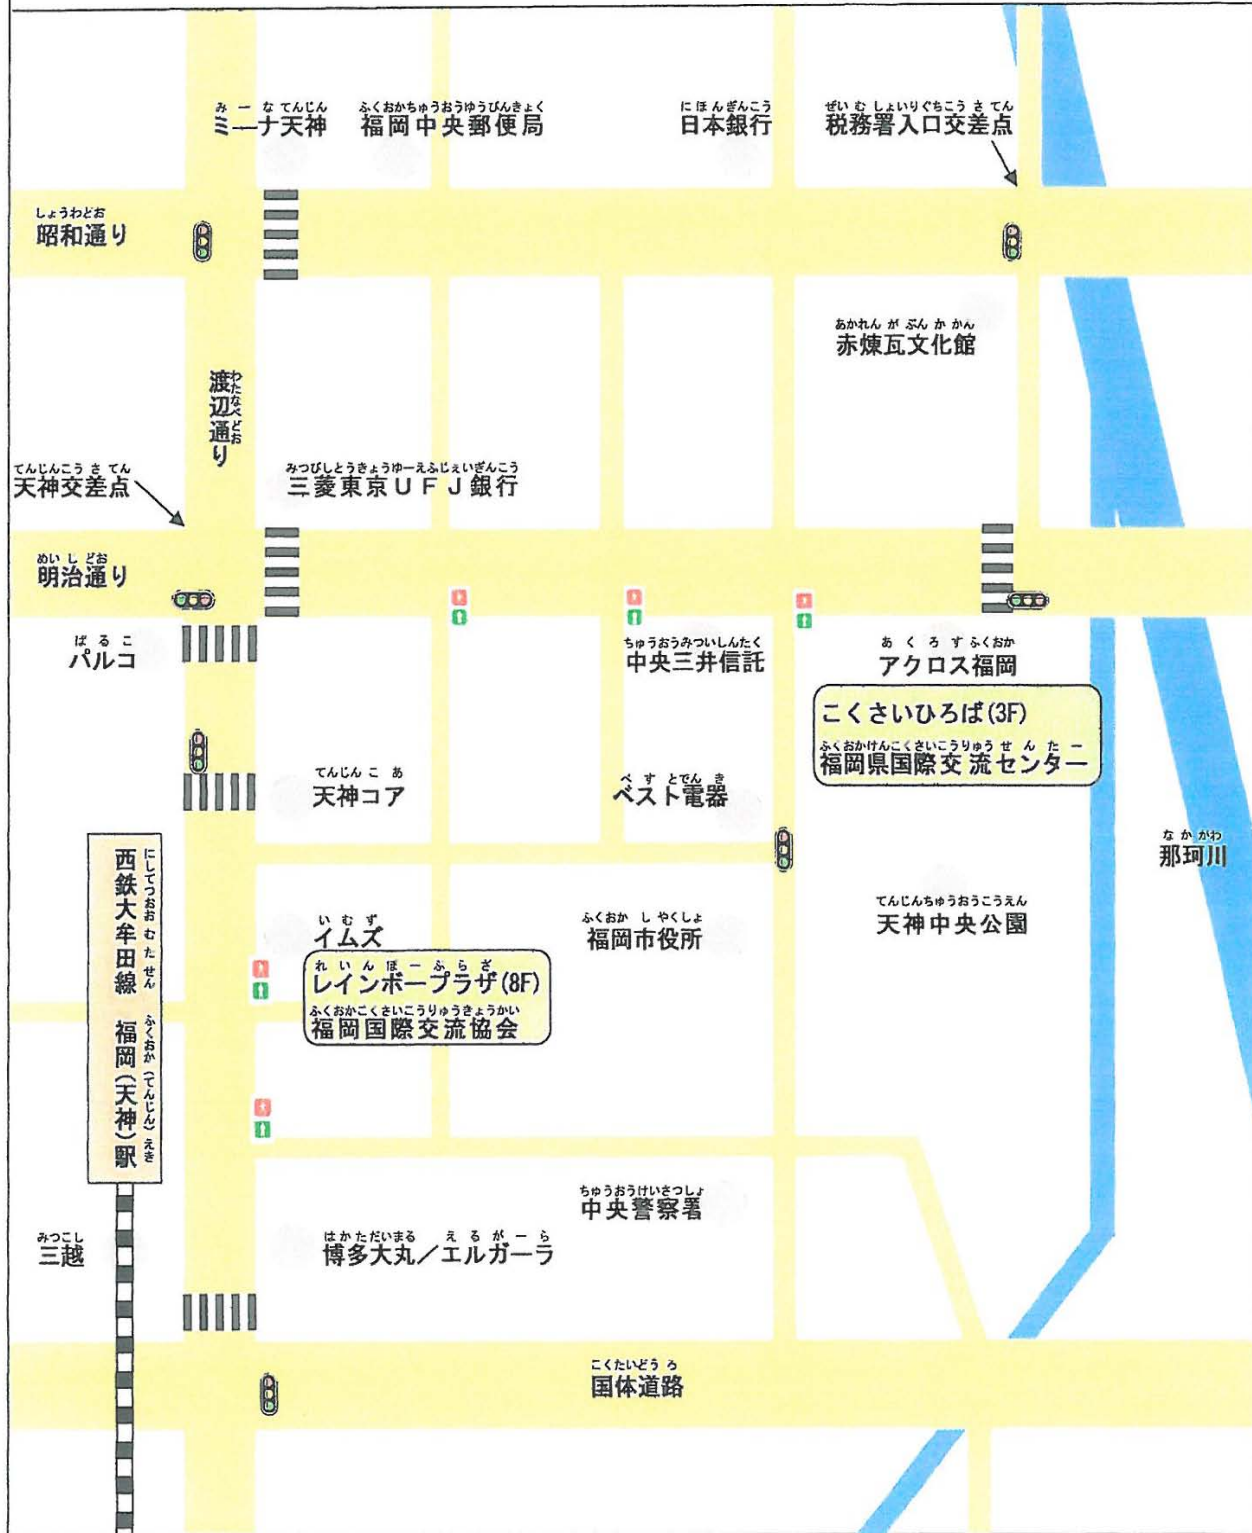 みーなてんじん
ミーナ天神
ふくおかちゅうおうゆうびんきょく
福岡中央郵便局
にほんぎんこう
日本銀行
ぜいむしょいりぐちこうさてん
税務署入口交差点
しょうわどお
昭和通り
あかれんがぶんかかん
赤煉瓦文化館
わたなべどお
渡辺通り
てんじんこうさてん
天神交差点
みつびしとうきょうゆーえふじぇいぎんこう
三菱東京UFJ銀行
めいじどお
明治通り
ぱるこ
パルコ
ちゅうおうみついしんたく
中央三井信託
あくろすふくおか
アクロス福岡
こくさいひろば(3F)
ふくおかけんこくさいこうりゅうせんたー
福岡県国際交流センター
てんじんこあ
天神コア
べすとでんき
ベスト電器
なかがわ
那珂川
にしてつおおむたせん ふくおか(てんじん)えき
西鉄大牟田線 福岡(天神)駅
いむず
イムズ
れいんぼーぷらざ
レインボープラザ(8F)
ふくおかこくさいこうりゅうきょうかい
福岡国際交流協会
ふくおかしやくしょ
福岡市役所
てんじんちゅうおうこうえん
天神中央公園
ちゅうおうけいさつしょ
中央警察署
みつこし
三越
はかただいまる えるがーら
博多大丸／エルガーラ
こくたいどうろ
国体道路